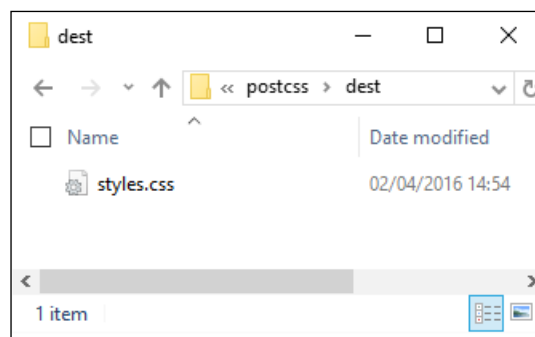 dest
« postcss > dest
Name Date modified
styles.css 02/04/2016 14:54
1 item